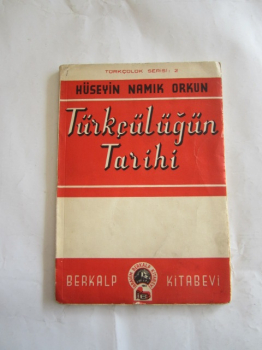 TÜRKÇÜLÜK SERİSİ: 2
HÜSEYİN NAMIK ORKUN
Türkçülüğün
Tarihi
BERKALP KİTABEVİ